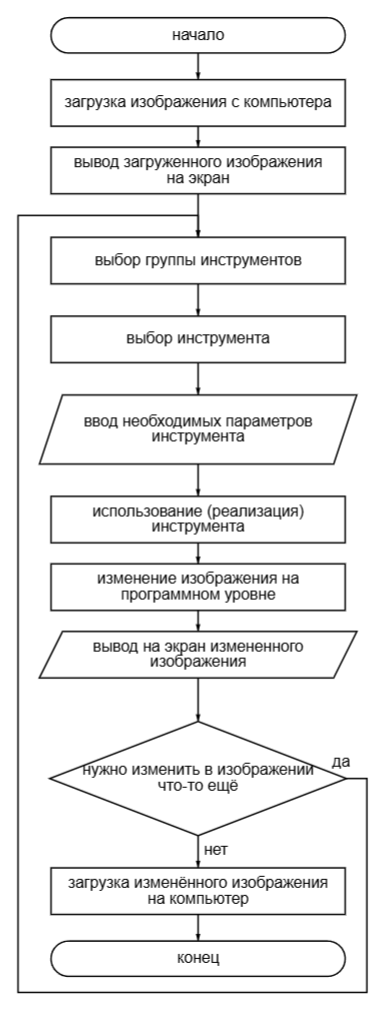 начало
загрузка изображения с компьютера
вывод загруженного изображения
на экран
выбор группы инструментов
выбор инструмента
ввод необходимых параметров
инструмента
использование (реализация)
инструмента
изменение изображения на
программном уровне
вывод на экран измененного
изображения
нужно изменить в изображении
что-то ещё
да
нет
загрузка изменённого изображения
на компьютер
конец